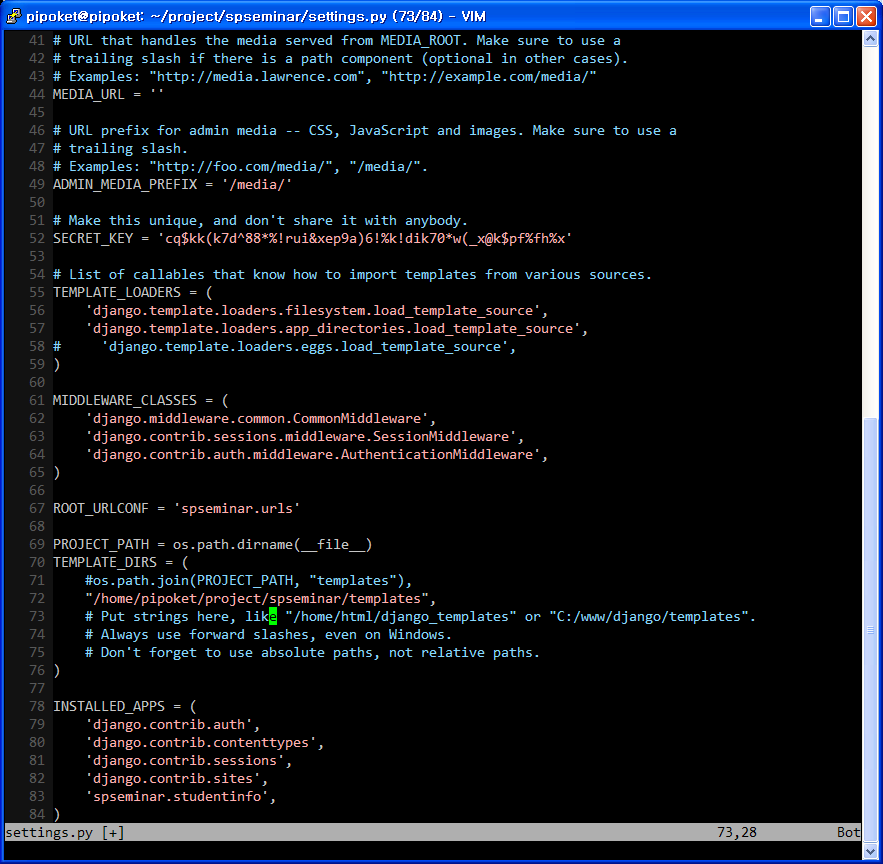 pipoket@pipoket: ~/project/spseminar/settings.py (73/84) - VIM
41 # URL that handles the media served from MEDIA_ROOT. Make sure to use a
42 # trailing slash if there is a path component (optional in other cases).
43 # Examples: "http://media.lawrence.com", "http://example.com/media/"
44 MEDIA_URL = ''
45
46 # URL prefix for admin media -- CSS, JavaScript and images. Make sure to use a
47 # trailing slash.
48 # Examples: "http://foo.com/media/", "/media/".
49 ADMIN_MEDIA_PREFIX = '/media/'
50
51 # Make this unique, and don't share it with anybody.
52 SECRET_KEY = 'cq$kk(k7d^88*%!rui&xep9a)6!%k!dik70*w(_x@k$pf%fh%x'
53
54 # List of callables that know how to import templates from various sources.
55 TEMPLATE_LOADERS = (
56     'django.template.loaders.filesystem.load_template_source',
57     'django.template.loaders.app_directories.load_template_source',
58 #     'django.template.loaders.eggs.load_template_source',
59 )
60
61 MIDDLEWARE_CLASSES = (
62     'django.middleware.common.CommonMiddleware',
63     'django.contrib.sessions.middleware.SessionMiddleware',
64     'django.contrib.auth.middleware.AuthenticationMiddleware',
65 )
66
67 ROOT_URLCONF = 'spseminar.urls'
68
69 PROJECT_PATH = os.path.dirname(__file__)
70 TEMPLATE_DIRS = (
71     #os.path.join(PROJECT_PATH, "templates"),
72     "/home/pipoket/project/spseminar/templates",
73     # Put strings here, like "/home/html/django_templates" or "C:/www/django/templates".
74     # Always use forward slashes, even on Windows.
75     # Don't forget to use absolute paths, not relative paths.
76 )
77
78 INSTALLED_APPS = (
79     'django.contrib.auth',
80     'django.contrib.contenttypes',
81     'django.contrib.sessions',
82     'django.contrib.sites',
83     'spseminar.studentinfo',
84 )
settings.py [+] 73,28 Bot